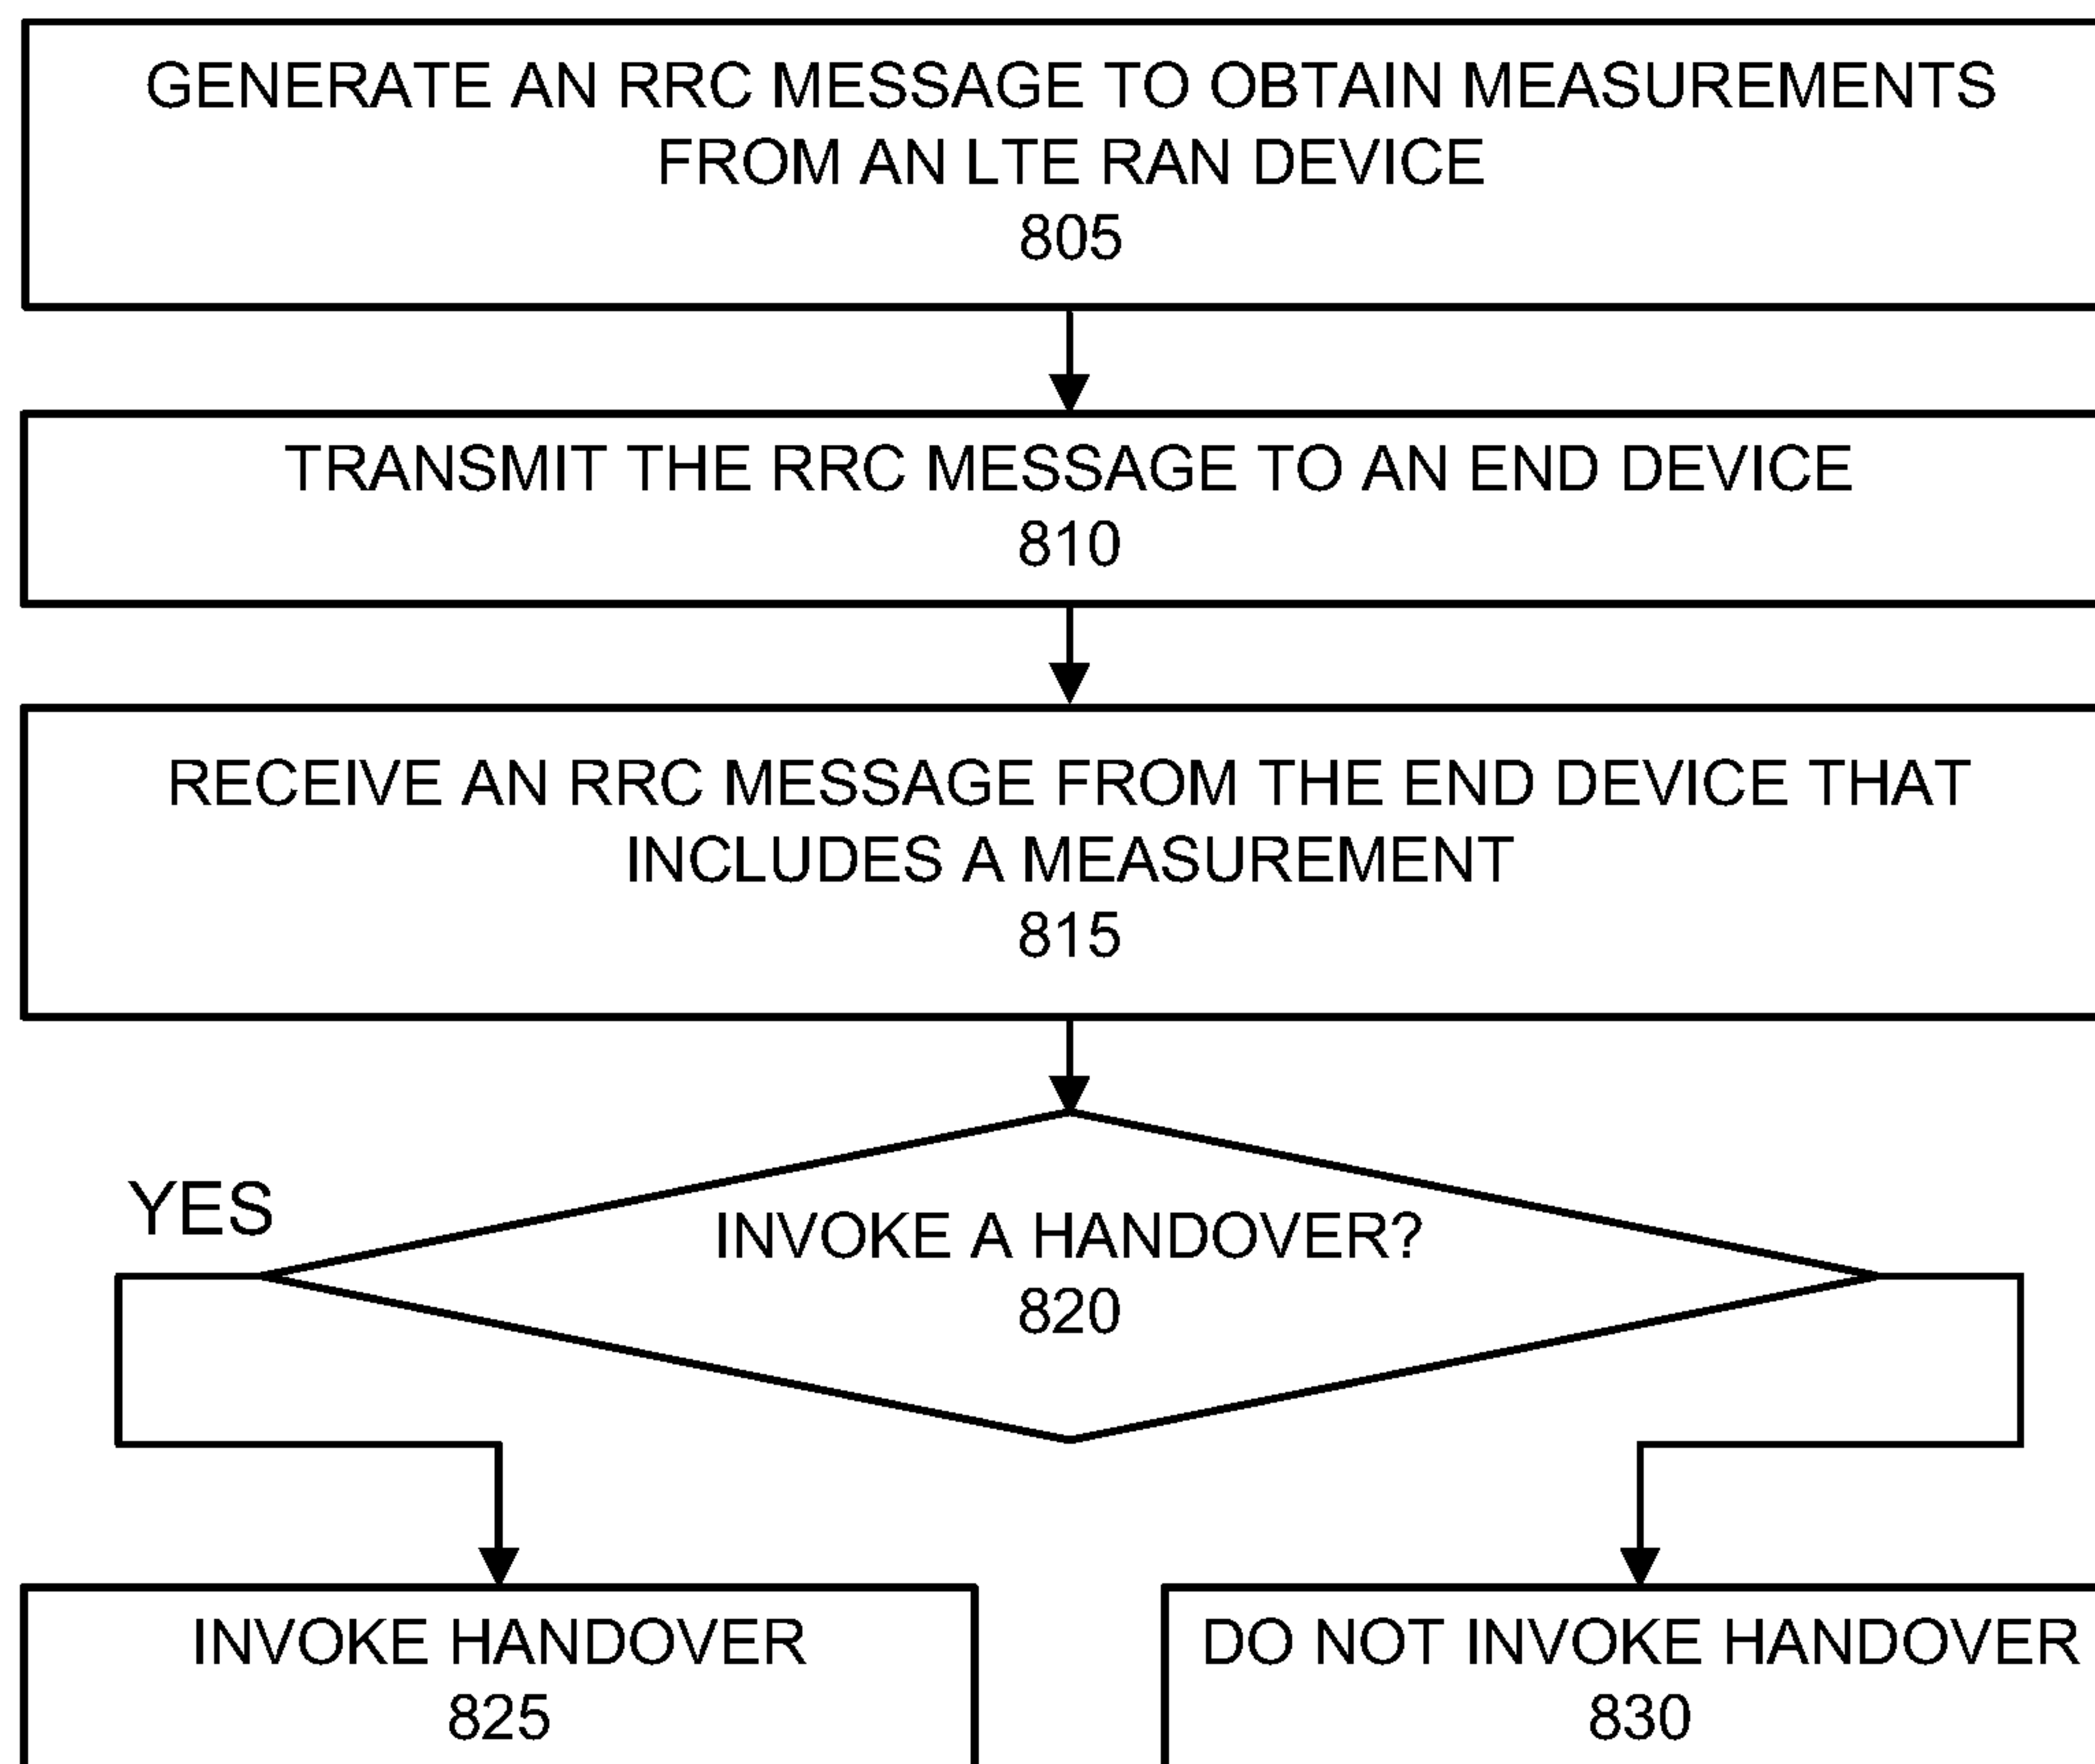 GENERATE AN RRC MESSAGE TO OBTAIN MEASUREMENTS
FROM AN LTE RAN DEVICE
805
TRANSMIT THE RRC MESSAGE TO AN END DEVICE
810
RECEIVE AN RRC MESSAGE FROM THE END DEVICE THAT
INCLUDES A MEASUREMENT
815
YES
INVOKE A HANDOVER?
820
INVOKE HANDOVER
825
DO NOT INVOKE HANDOVER
830